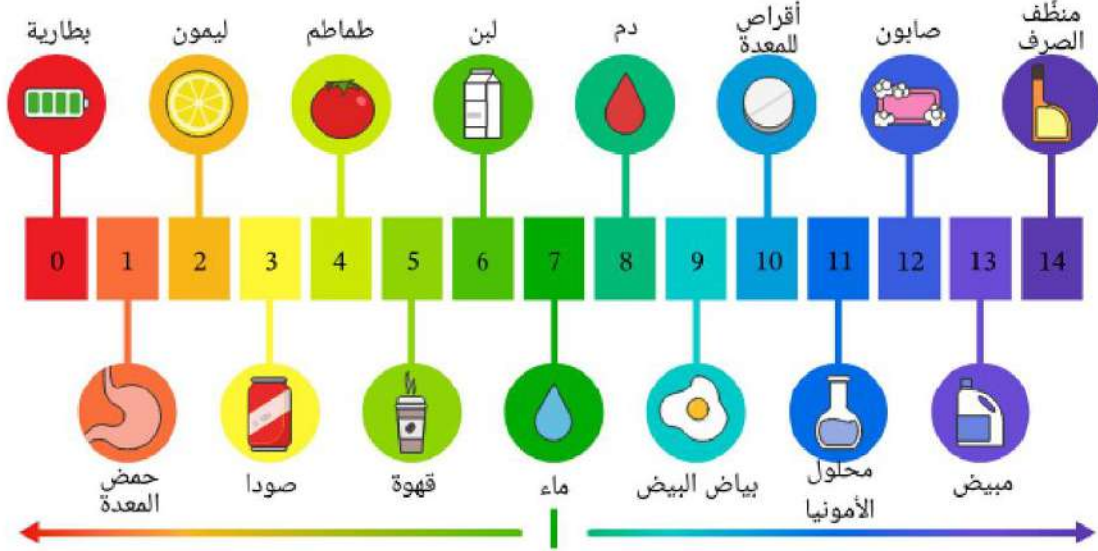 بطارية
ليمون
طماطم
لبن
دم
أقراص
للمعدة
صابون
منظّف
الصرف
0 1 2 3 4 5 6 7 8 9 10 11 12 13 14
حمض
المعدة
صودا
قهوة
ماء
بياض البيض
محلول
الأمونيا
مبيض